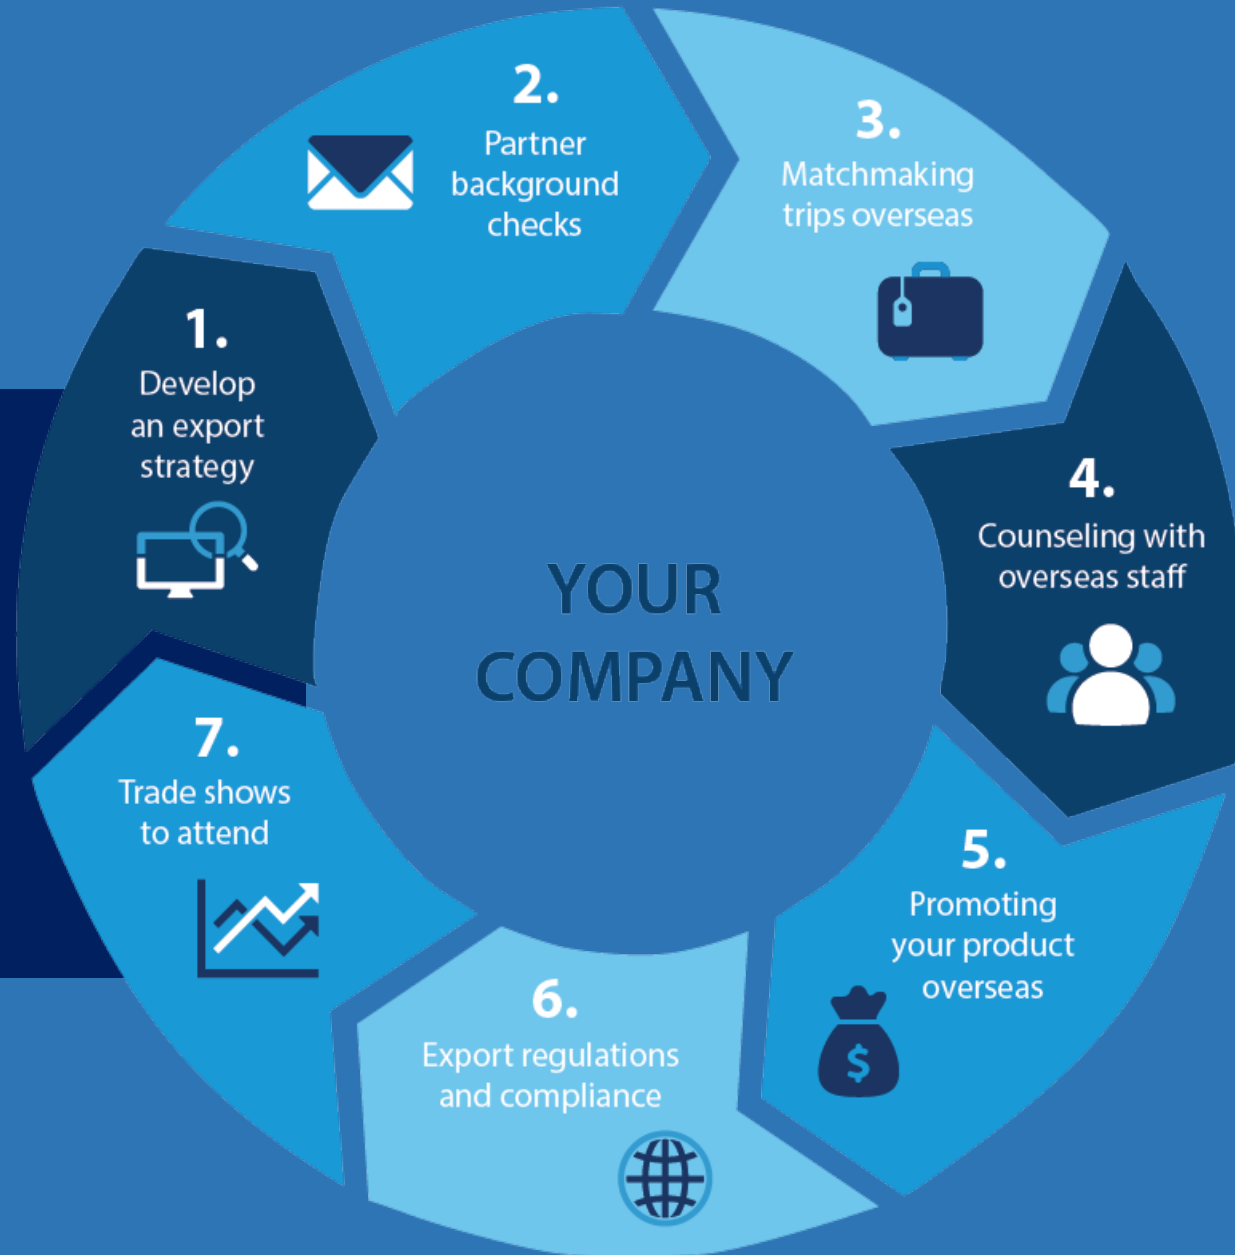 1.
Develop
an export
strategy
2.
Partner
background
checks
3.
Matchmaking
trips overseas
4.
Counseling with
overseas staff
5.
Promoting
your product
overseas
$
6.
Export regulations
and compliance
7.
Trade shows
to attend
YOUR
COMPANY